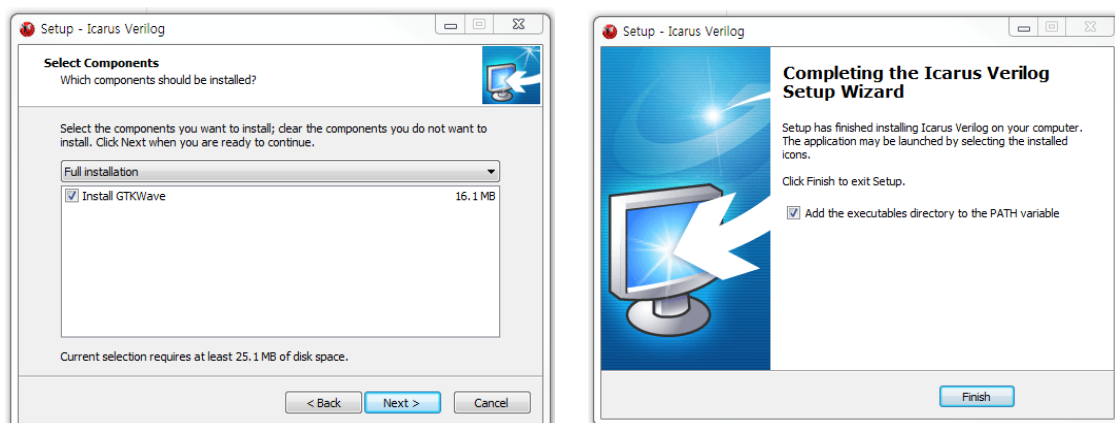 Setup - Icarus Verilog
Select Components
Which components should be installed?
Select the components you want to install; clear the components you do not want to
install. Click Next when you are ready to continue.
Full installation
Install GTKWave 16.1 MB
Current selection requires at least 25.1 MB of disk space.
< Back Next > Cancel
Setup - Icarus Verilog
Completing the Icarus Verilog
Setup Wizard
Setup has finished installing Icarus Verilog on your computer.
The application may be launched by selecting the installed
icons.
Click Finish to exit Setup.
Add the executables directory to the PATH variable
Finish